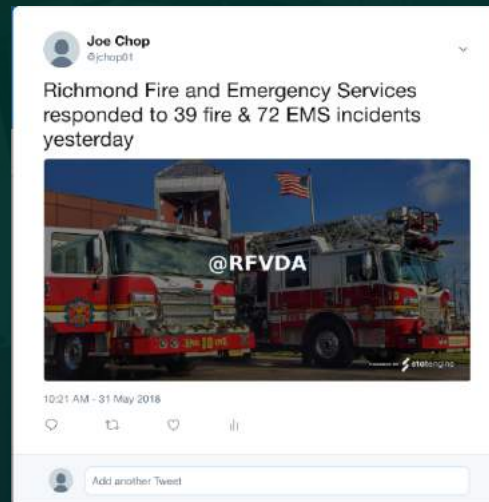 Joe Chop
@jchop01
Richmond Fire and Emergency Services
responded to 39 fire & 72 EMS incidents
yesterday
@RFVDA
statengine
10:21 AM - 31 May 2018
Add another Tweet